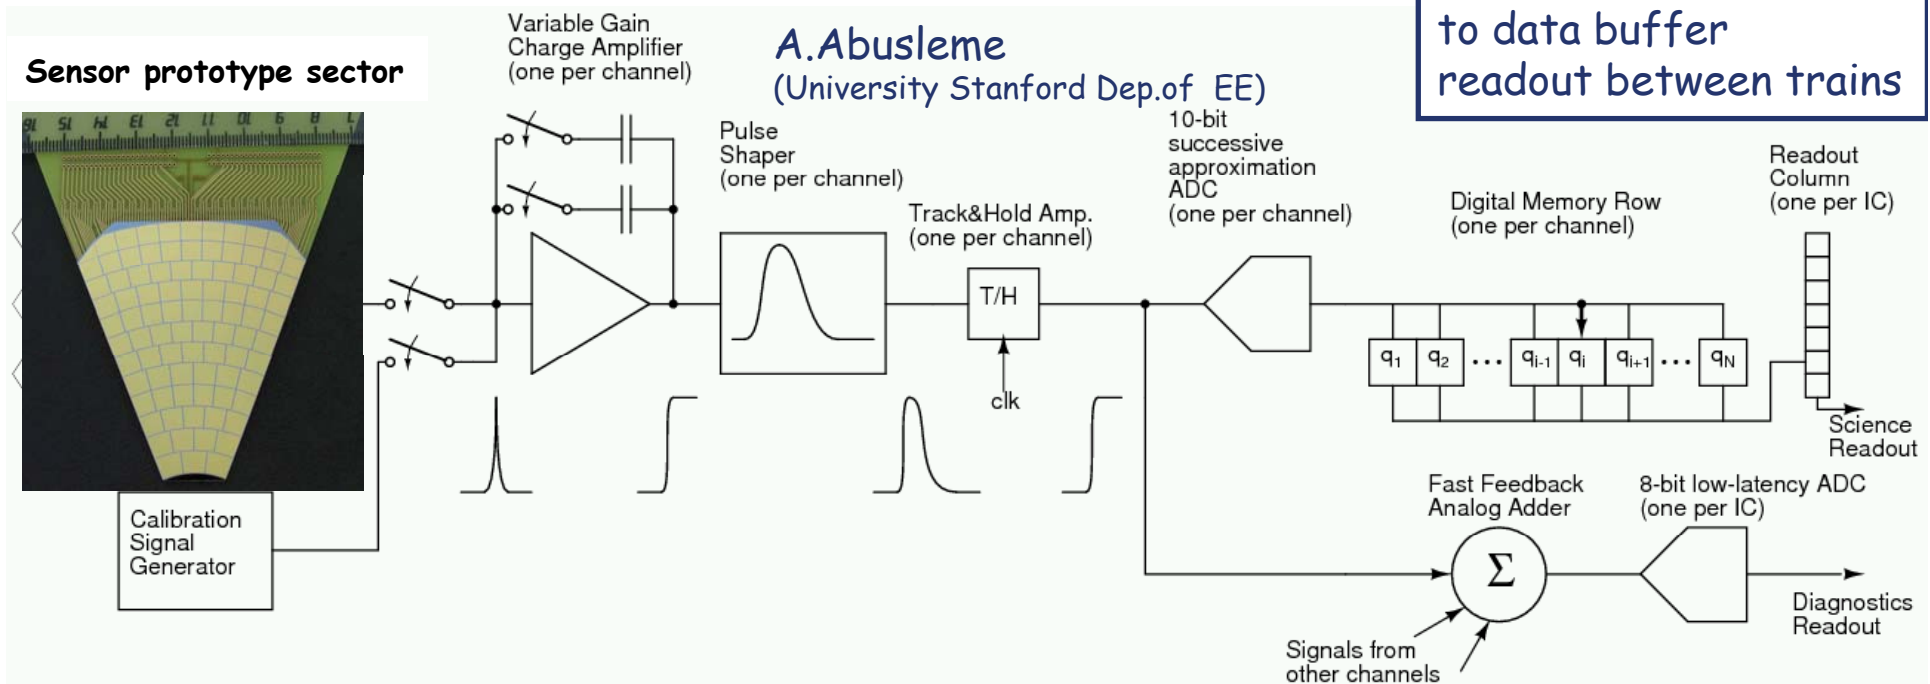 to data buffer
readout between trains
A.Abusleme
(University Stanford Dep.of EE)
Sensor prototype sector
Variable Gain
Charge Amplifier
(one per channel)
Pulse
Shaper
(one per channel)
Track&Hold Amp.
(one per channel)
10-bit
successive
approximation
ADC
(one per channel)
Digital Memory Row
(one per channel)
Readout
Column
(one per IC)
T/H
clk
q1 q2 ... qi-1 qi qi+1 ... qN
Science
Readout
Calibration
Signal
Generator
Fast Feedback
Analog Adder
8-bit low-latency ADC
(one per IC)
Σ
Diagnostics
Readout
Signals from
other channels